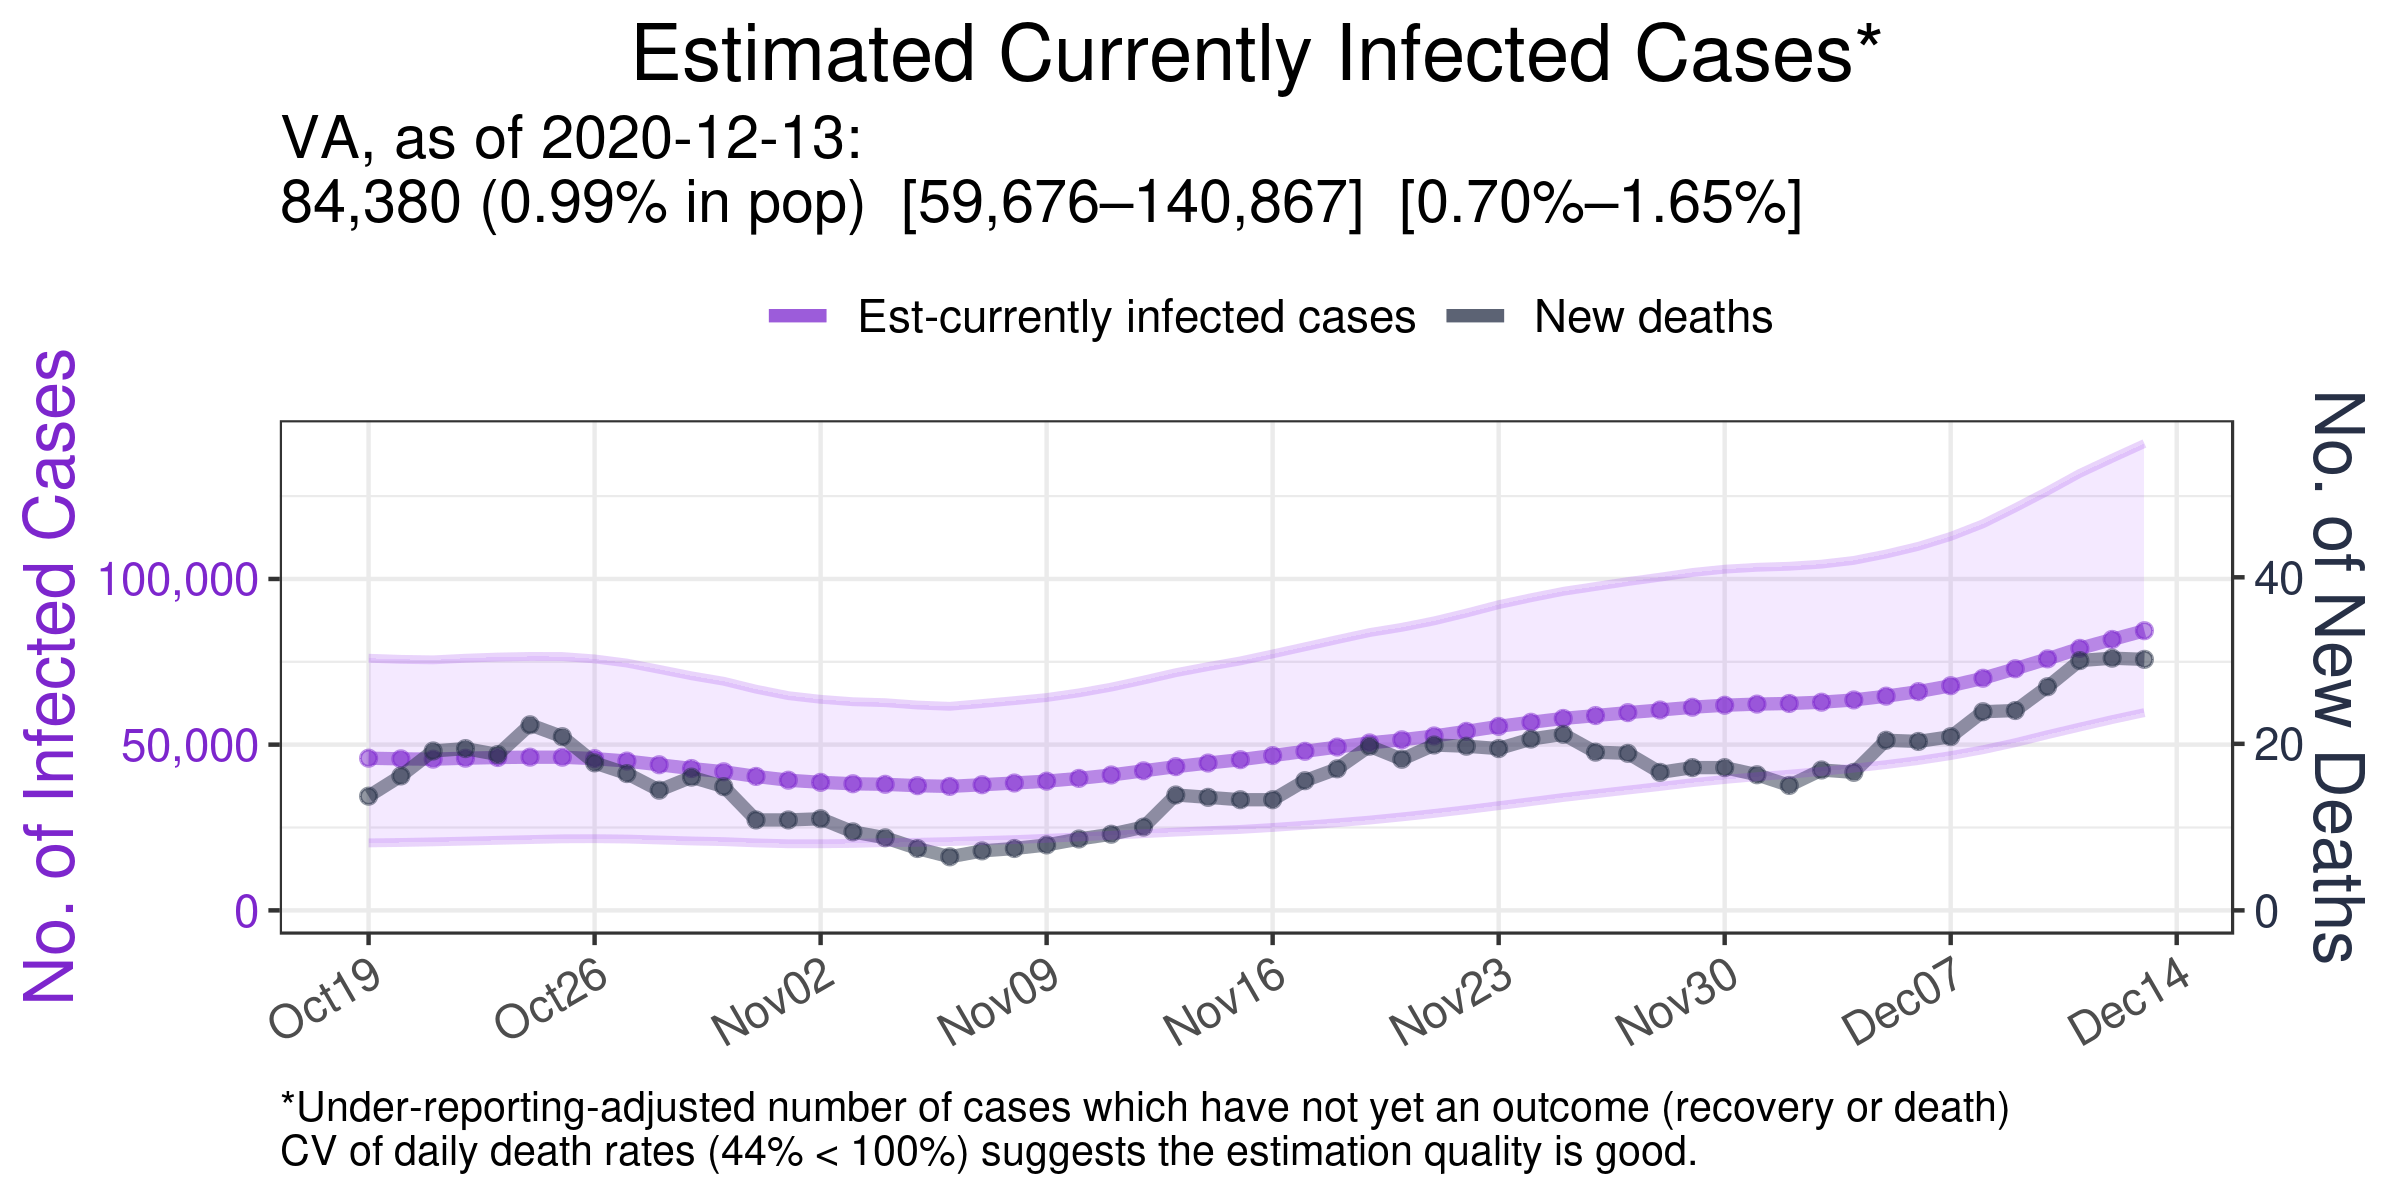 Estimated Currently Infected Cases*
VA, as of 2020-12-13:
84,380 (0.99% in pop)  [59,676–140,867]  [0.70%–1.65%]
Est-currently infected cases
New deaths
No. of Infected Cases
100,000
50,000
0
No. of New Deaths
40
20
0
Oct19
Oct26
Nov02
Nov09
Nov16
Nov23
Nov30
Dec07
Dec14
*Under-reporting-adjusted number of cases which have not yet an outcome (recovery or death)
CV of daily death rates (44% < 100%) suggests the estimation quality is good.